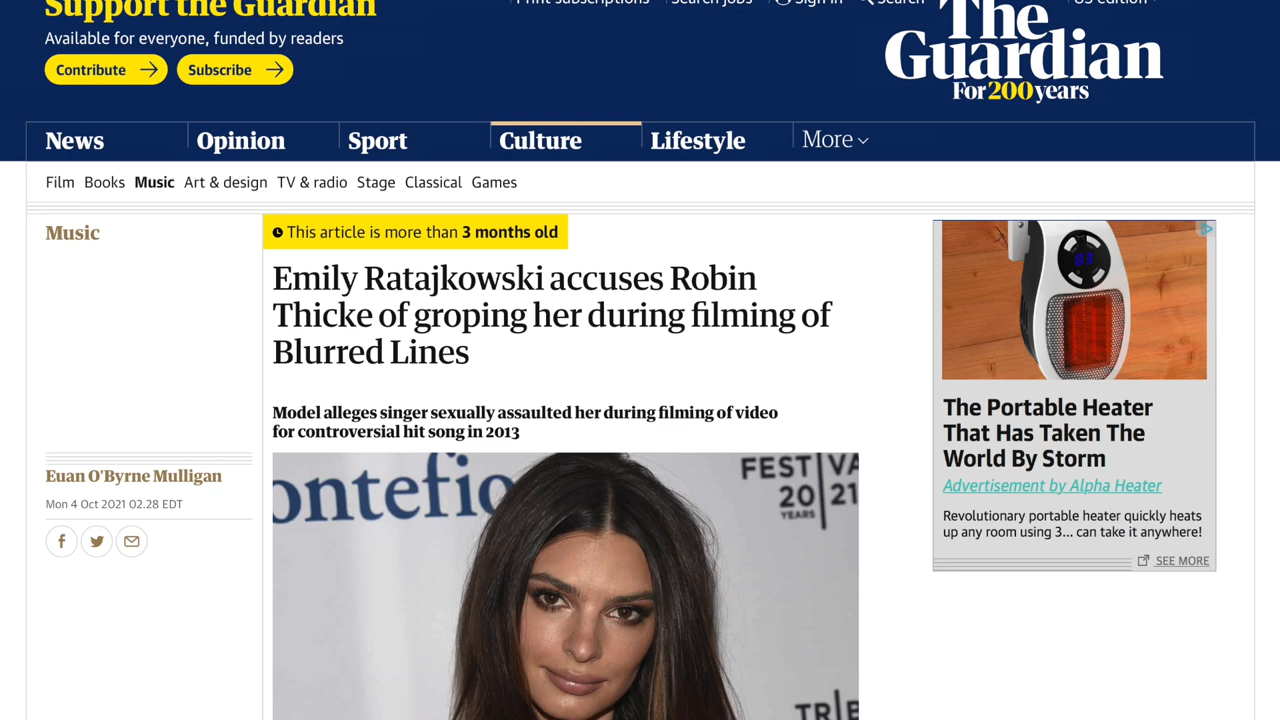 Support the Guardian
Available for everyone, funded by readers
Contribute
Subscribe
Print subscriptions
Search jobs
Sign in
Search
US edition
The Guardian
For 200 years
News
Opinion
Sport
Culture
Lifestyle
More
Film Books Music Art & design TV & radio Stage Classical Games
Music
This article is more than 3 months old
Emily Ratajkowski accuses Robin
Thicke of groping her during filming of
Blurred Lines
Model alleges singer sexually assaulted her during filming of video
for controversial hit song in 2013
Euan O'Byrne Mulligan
Mon 4 Oct 2021 02.28 EDT
ontefio
FEST VA
20 21
YEARS
TRIB
83
The Portable Heater
That Has Taken The
World By Storm
Advertisement by Alpha Heater
Revolutionary portable heater quickly heats
up any room using 3... can take it anywhere!
SEE MORE